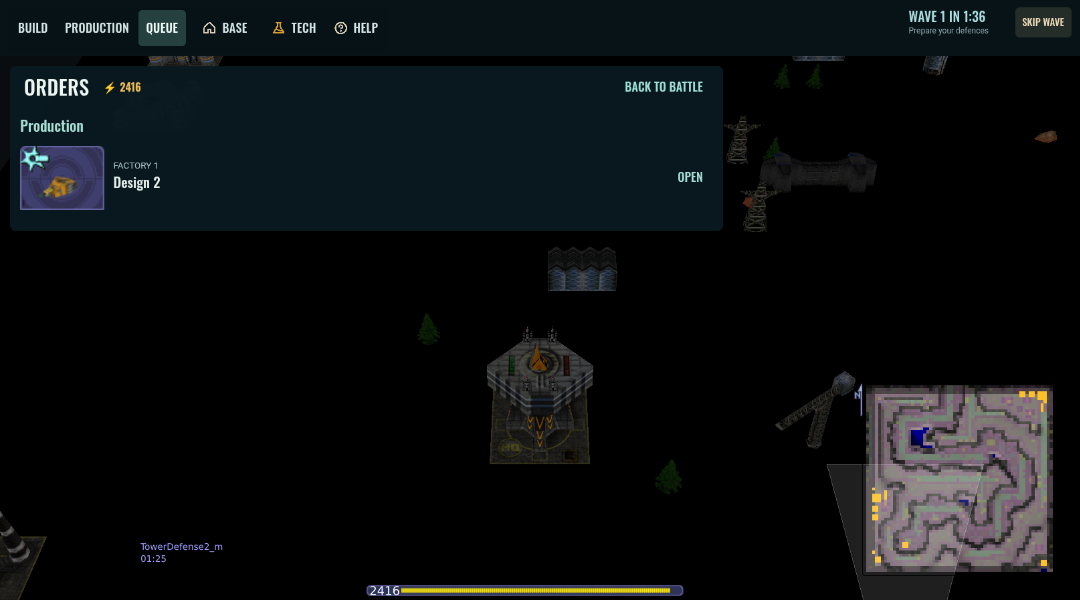 BUILD
PRODUCTION
QUEUE
BASE
TECH
HELP
WAVE 1 IN 1:36
Prepare your defences
SKIP WAVE
ORDERS
2416
BACK TO BATTLE
Production
FACTORY 1
Design 2
OPEN
N
TowerDefense2_m
01:25
2416